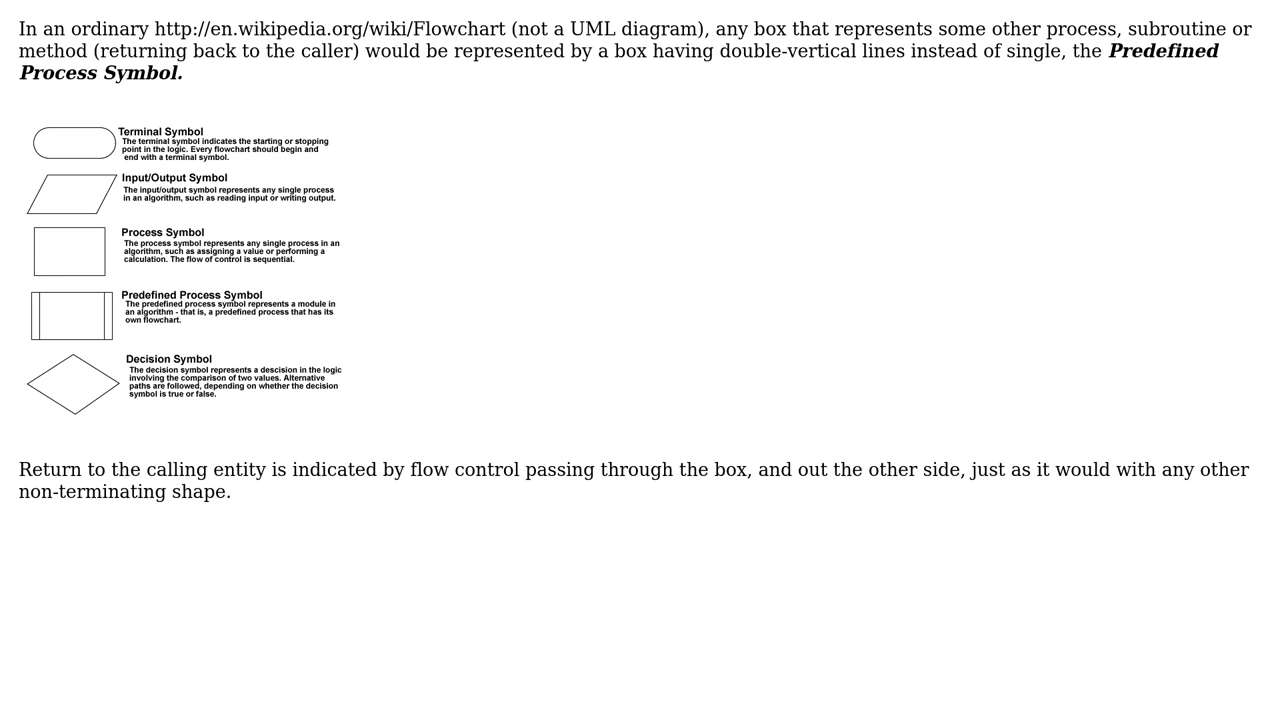 In an ordinary http://en.wikipedia.org/wiki/Flowchart (not a UML diagram), any box that represents some other process, subroutine or
method (returning back to the caller) would be represented by a box having double-vertical lines instead of single, the Predefined
Process Symbol.
Terminal Symbol
The terminal symbol indicates the starting or stopping
point in the logic. Every flowchart should begin and
end with a terminal symbol.
Input/Output Symbol
The input/output symbol represents any single process
in an algorithm, such as reading input or writing output.
Process Symbol
The process symbol represents any single process in an
algorithm, such as assigning a value or performing a
calculation. The flow of control is sequential.
Predefined Process Symbol
The predefined process symbol represents a module in
an algorithm - that is, a predefined process that has its
own flowchart.
Decision Symbol
The decision symbol represents a descision in the logic
involving the comparison of two values. Alternative
paths are followed, depending on whether the decision
symbol is true or false.
Return to the calling entity is indicated by flow control passing through the box, and out the other side, just as it would with any other
non-terminating shape.